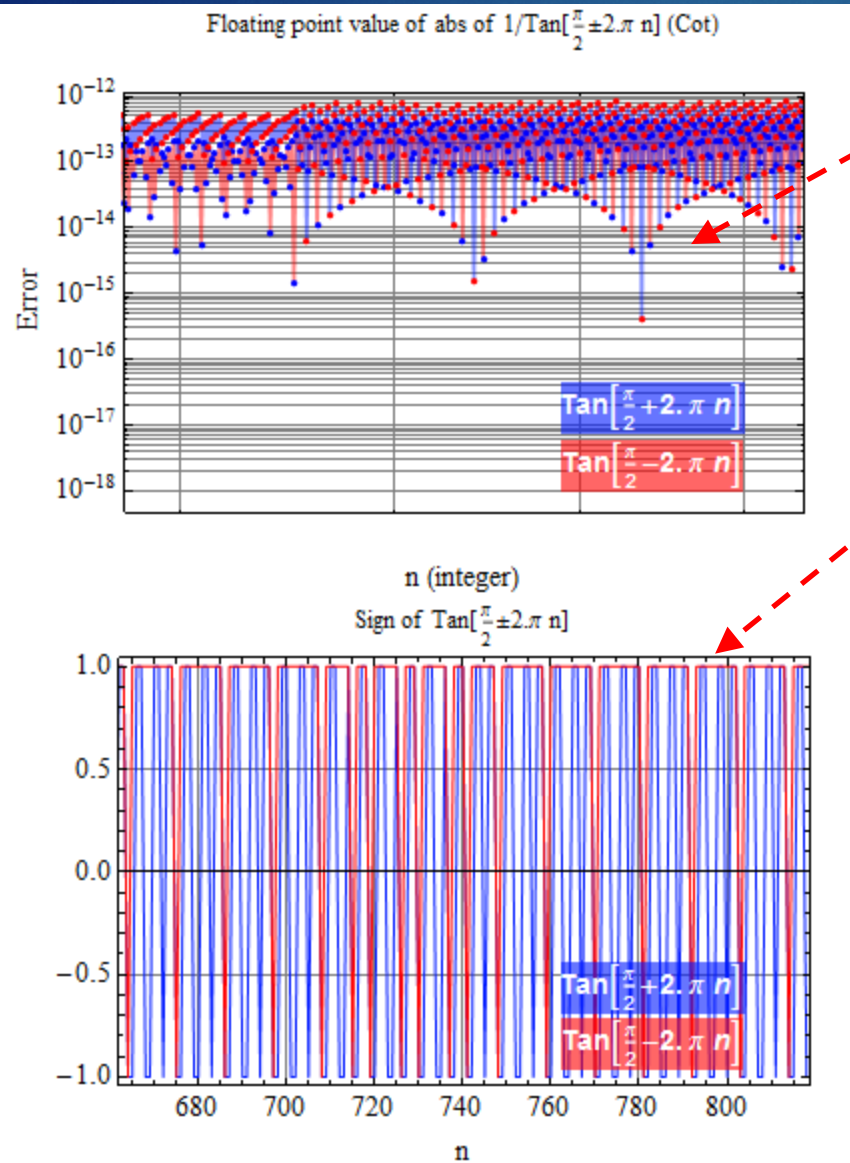 Floating point value of abs of 1/Tan[π/2±2.π n] (Cot)
10⁻¹²
10⁻¹³
10⁻¹⁴
10⁻¹⁵
10⁻¹⁶
10⁻¹⁷
10⁻¹⁸
Error
Tan[π/2+2. π n]
Tan[π/2−2. π n]
n (integer)
Sign of Tan[π/2±2.π n]
1.0
0.5
0.0
−0.5
−1.0
Tan[π/2+2. π n]
Tan[π/2−2. π n]
680 700 720 740 760 780 800
n